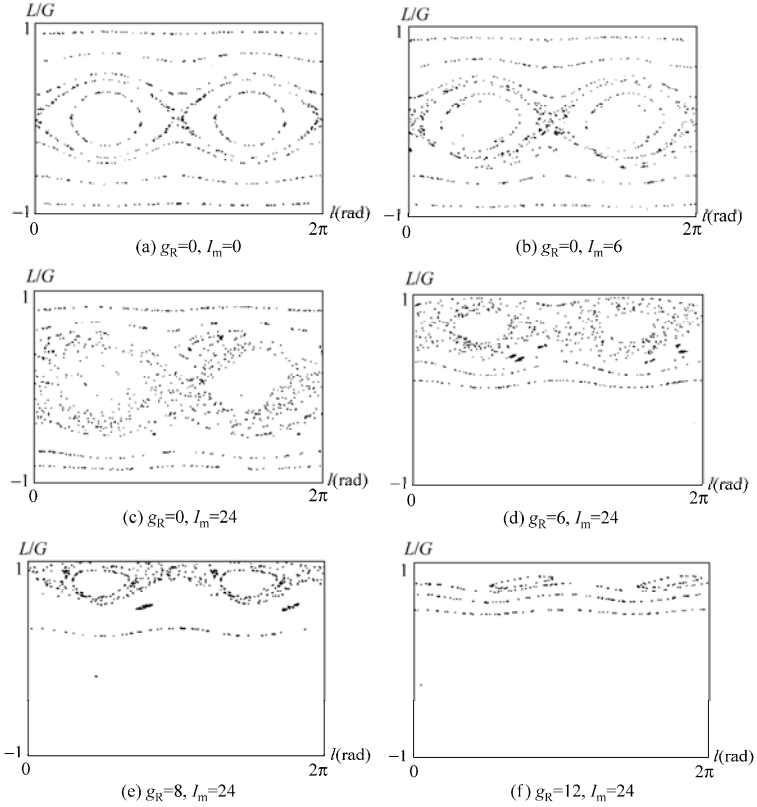 L/G L/G
1 1
−1 −1
0 2π l(rad) 0 2π l(rad)
(a) gR=0, Im=0 (b) gR=0, Im=6
L/G L/G
1 1
−1 −1
0 2π l(rad) 0 2π l(rad)
(c) gR=0, Im=24 (d) gR=6, Im=24
L/G L/G
1 1
−1 −1
0 2π l(rad) 0 2π l(rad)
(e) gR=8, Im=24 (f) gR=12, Im=24